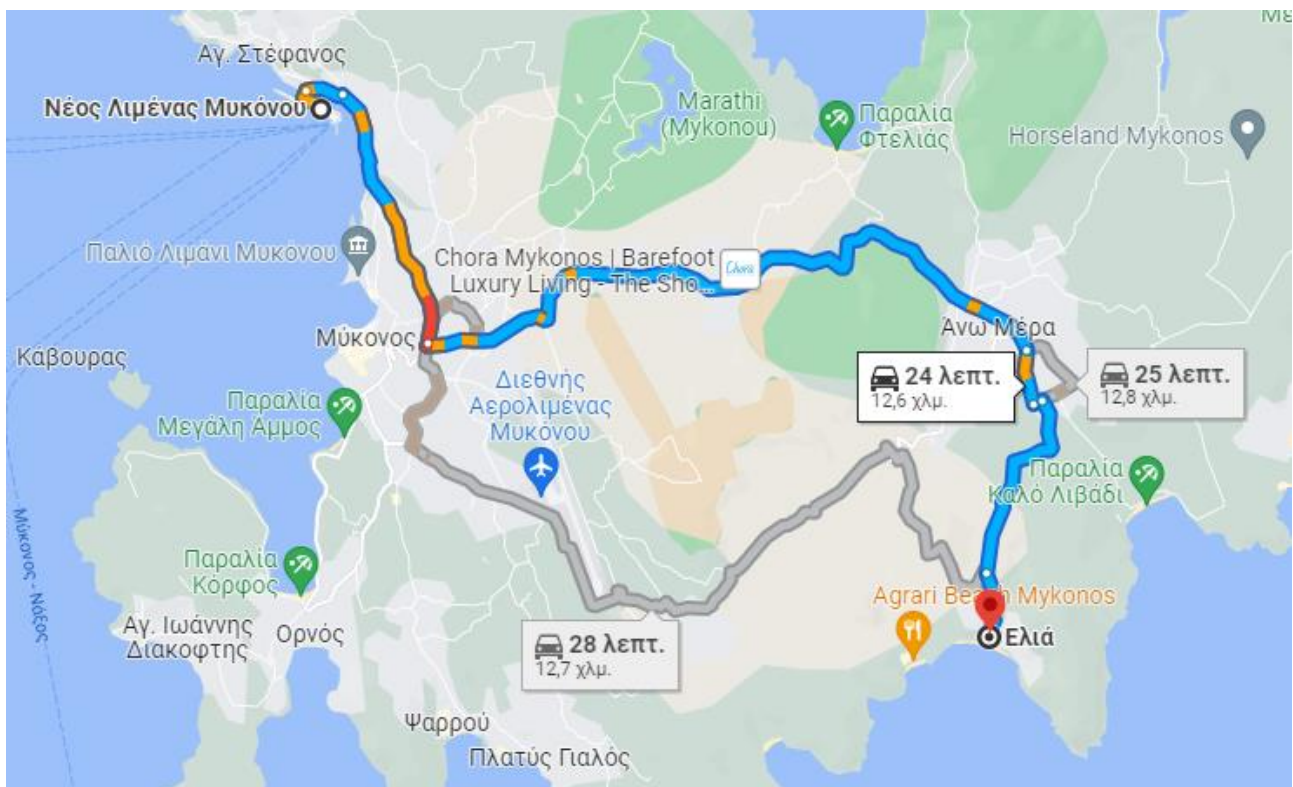 Με
Αγ. Στέφανος
Νέος Λιμένας Μυκόνου
Marathi
(Mykonou)
Παραλία
Φτελιάς
Horseland Mykonos
Παλιό Λιμάνι Μυκόνου
Chora Mykonos | Barefoot
Luxury Living - The Sho...
Chora
Μύκονος
Άνω Μέρα
Κάβουρας
24 λεπτ.
12,6 χλμ.
25 λεπτ.
12,8 χλμ.
Διεθνής
Αερολιμένας
Μυκόνου
Παραλία
Μεγάλη Άμμος
Παραλία
Καλό Λιβάδι
Μύκονος - Νάξος
Παραλία
Κόρφος
Agrari Beach Mykonos
Αγ. Ιωάννης
Διακοφτης
Ορνός
Ελιά
28 λεπτ.
12,7 χλμ.
Ψαρρού
Πλατύς Γιαλός